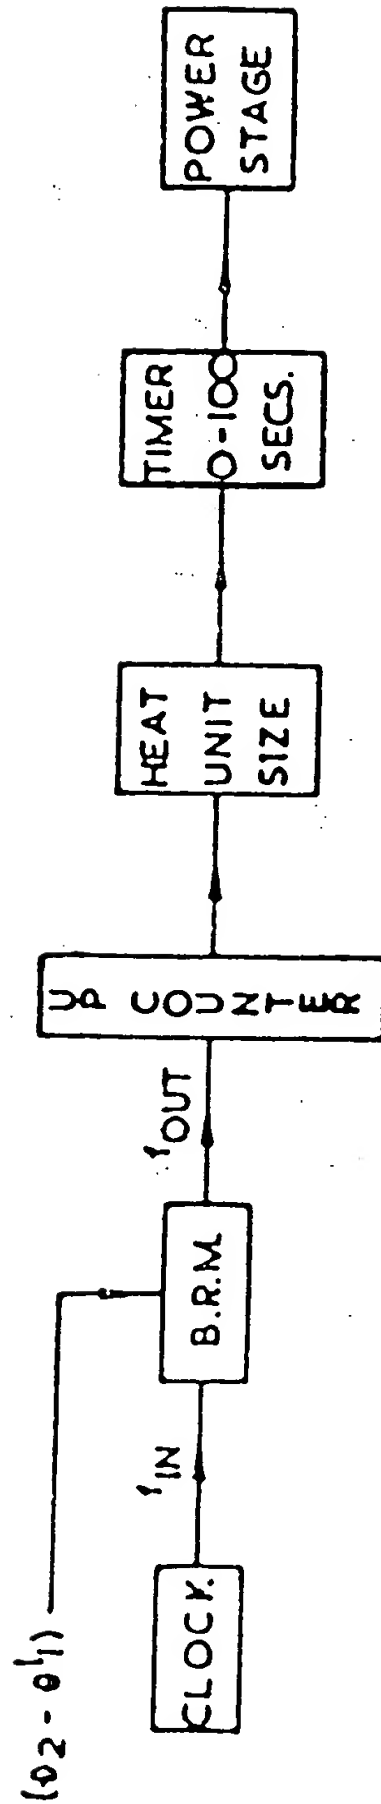 (θ2 - θ'1)
CLOCK
fIN
B.R.M.
fOUT
UP COUNTER
HEAT
UNIT
SIZE
TIMER
0-100
SECS.
POWER
STAGE